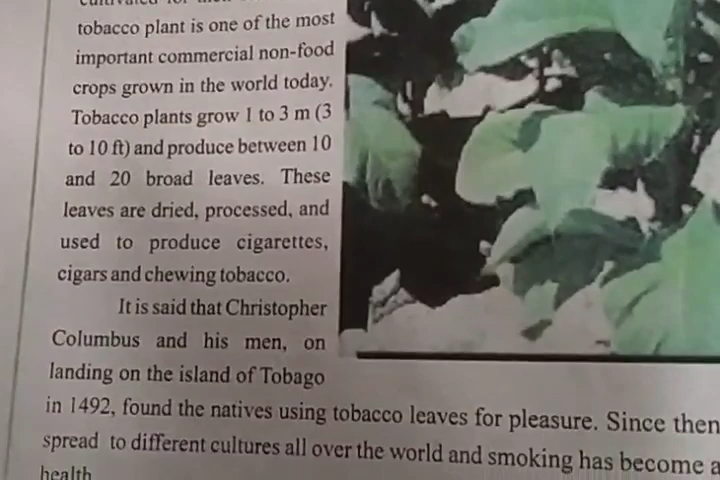 tobacco plant is one of the most
important commercial non-food
crops grown in the world today.
Tobacco plants grow 1 to 3 m (3
to 10 ft) and produce between 10
and 20 broad leaves. These
leaves are dried, processed, and
used to produce cigarettes,
cigars and chewing tobacco.
It is said that Christopher
Columbus and his men, on
landing on the island of Tobago
in 1492, found the natives using tobacco leaves for pleasure. Since then
spread to different cultures all over the world and smoking has become a
health